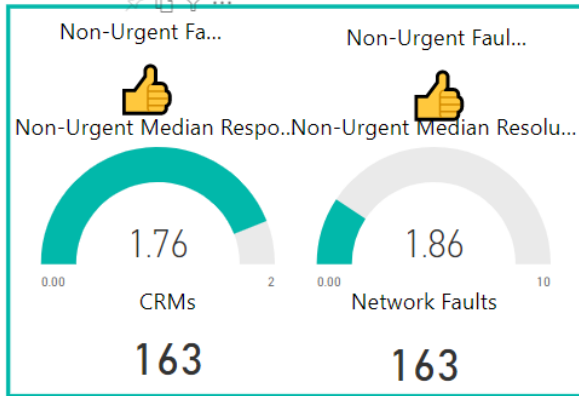 Non-Urgent Fa...
Non-Urgent Faul...
Non-Urgent Median Respo..
Non-Urgent Median Resolu...
1.76
0.00
2
1.86
0.00
10
CRMs
Network Faults
163
163